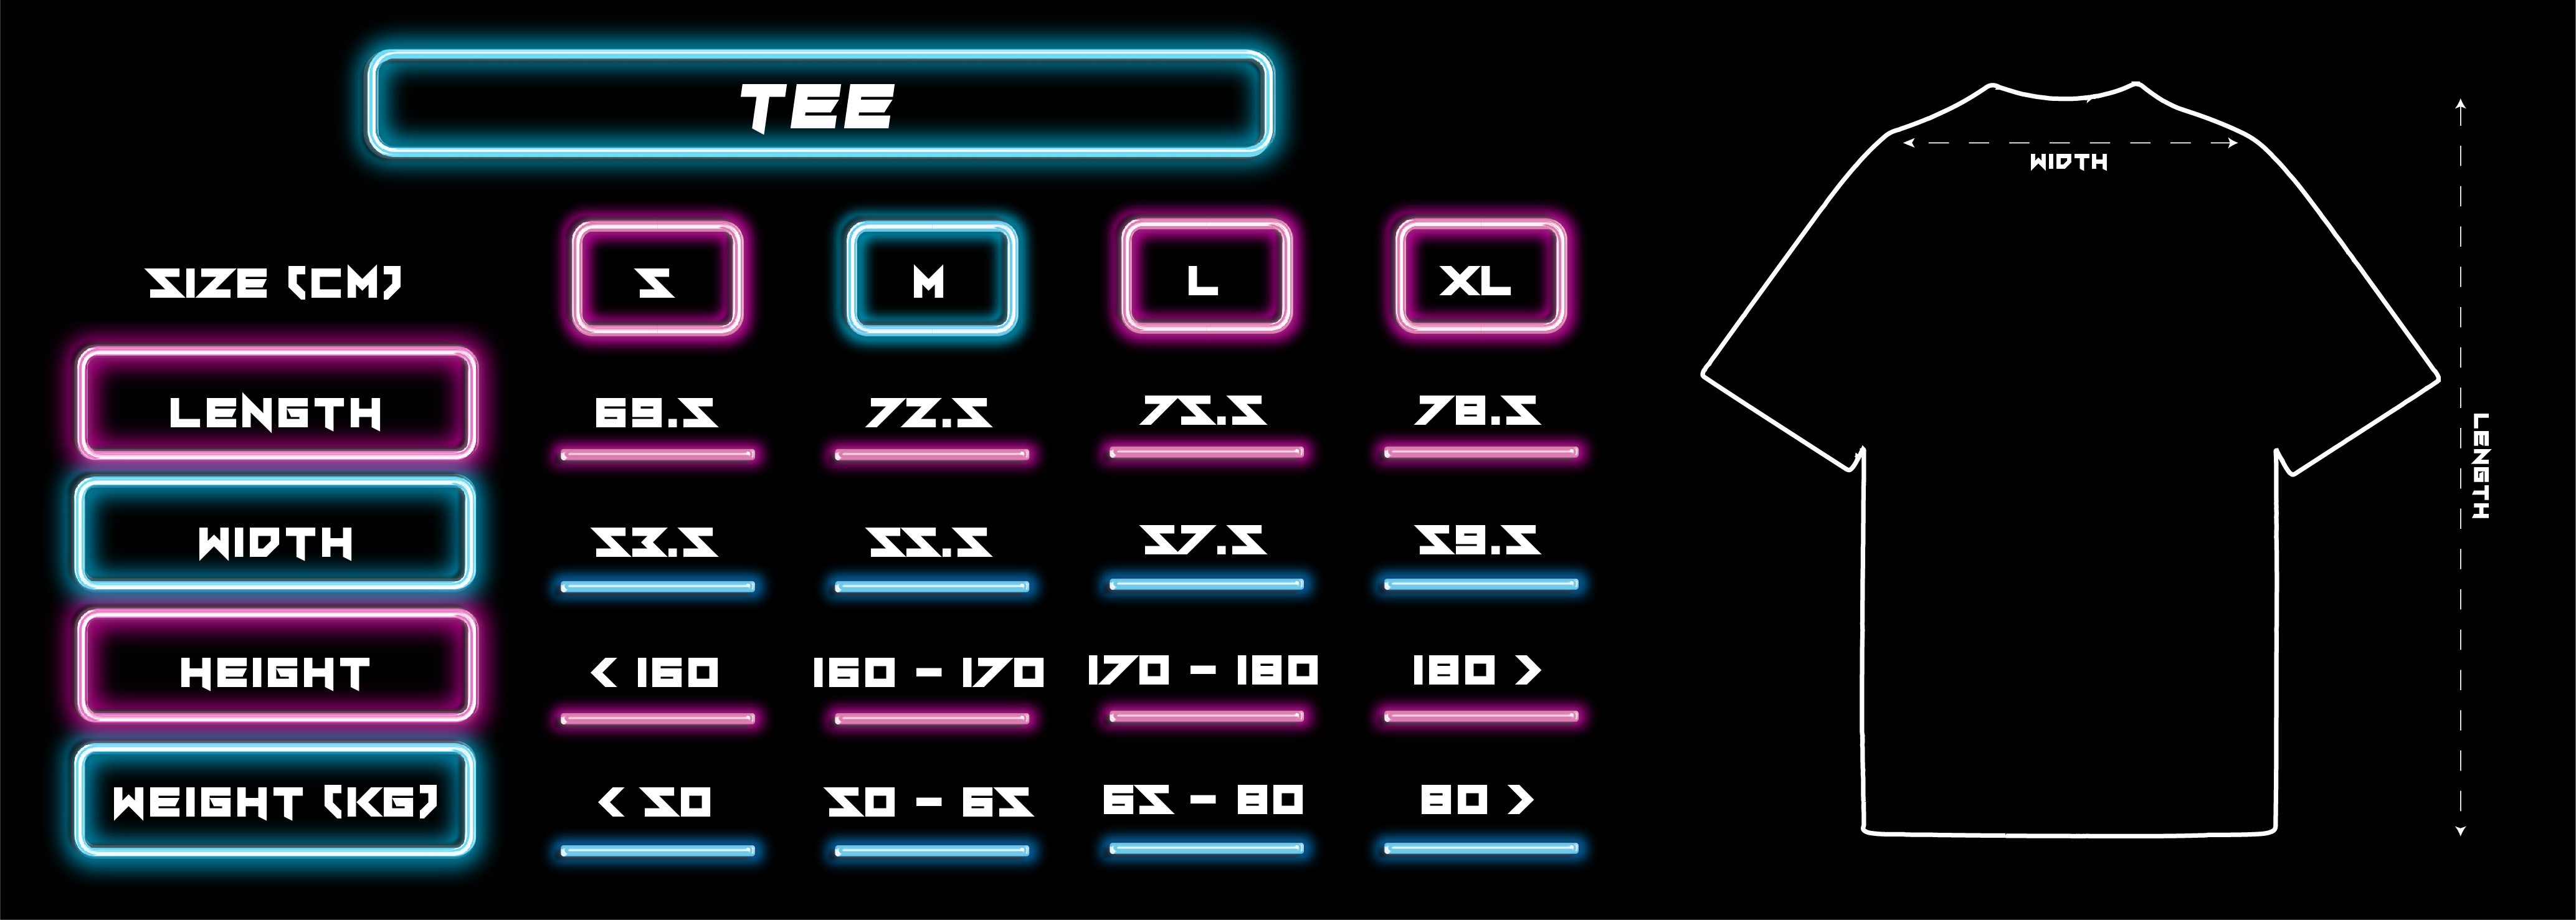 TEE
SIZE (CM) S M L XL
LENGTH 69.5 72.5 75.5 78.5
WIDTH 53.5 55.5 57.5 59.5
HEIGHT < 160 160 - 170 170 - 180 180 >
WEIGHT (KG) < 50 50 - 65 65 - 80 80 >
WIDTH
LENGTH